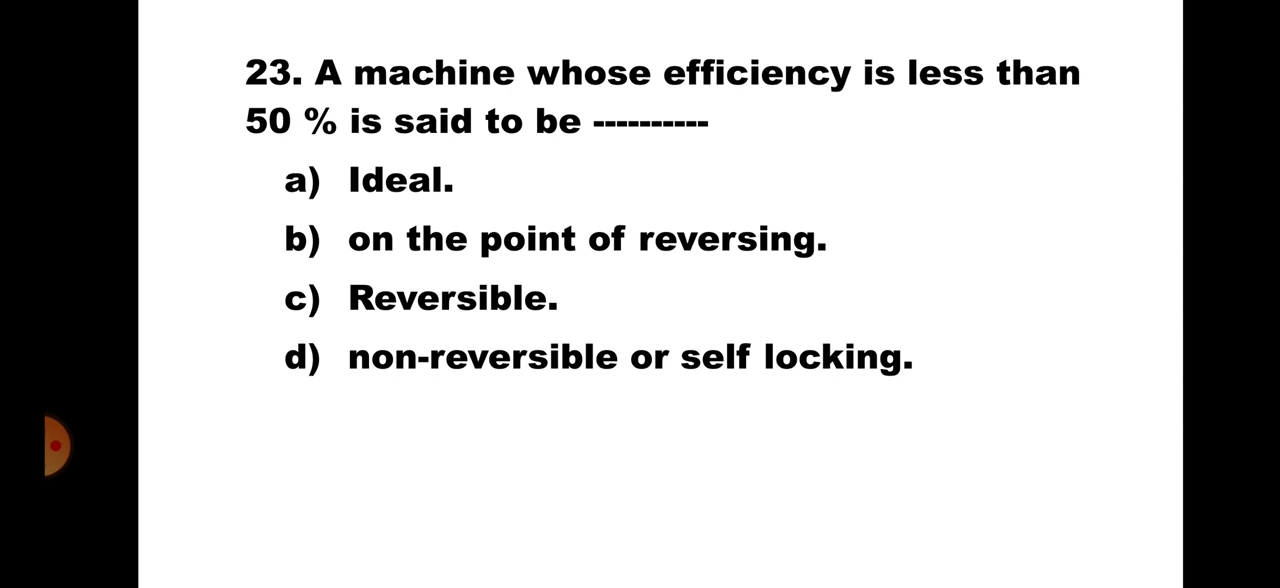 23. A machine whose efficiency is less than
50 % is said to be ----------
a) Ideal.
b) on the point of reversing.
c) Reversible.
d) non-reversible or self locking.